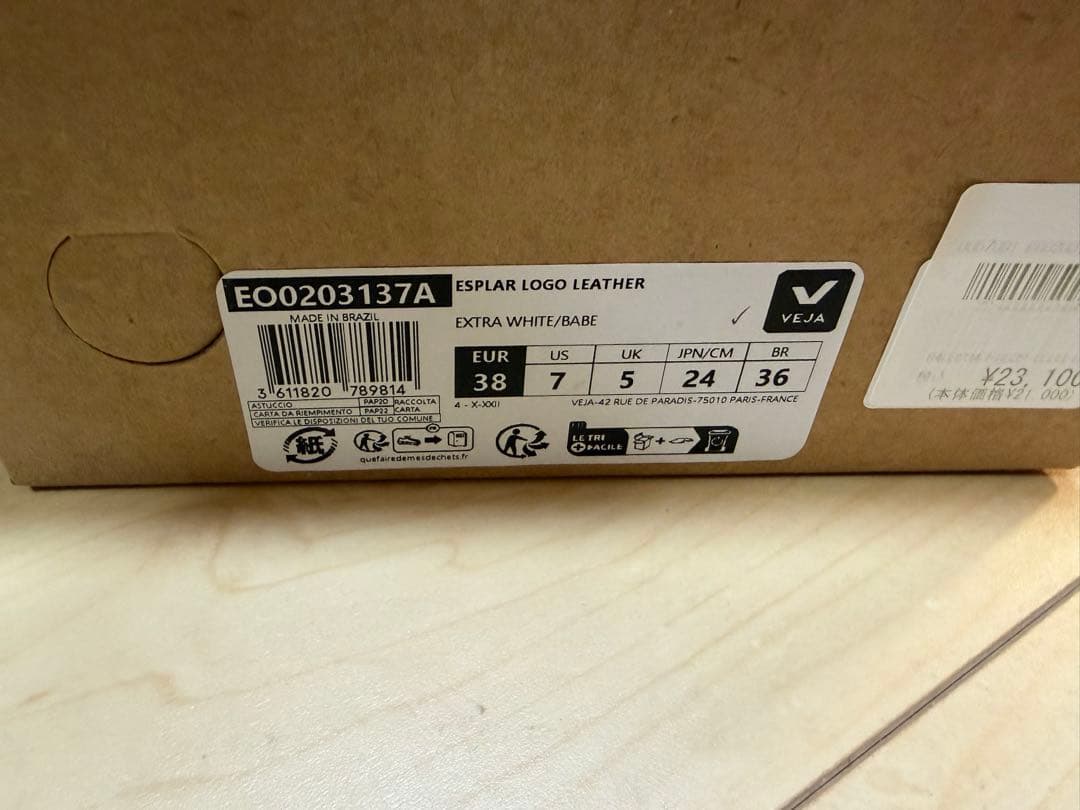 EO0203137A
MADE IN BRAZIL
3 611820 789814
ASTUCCIO PAP20 RACCOLTA
CARTA DA RIEMPIMENTO PAP22 CARTA
VERIFICA LE DISPOSIZIONI DEL TUO COMUNE
紙
FR
quefairedemesdechets.fr
ESPLAR LOGO LEATHER
EXTRA WHITE/BABE
VEJA
EUR US UK JPN/CM BR
38 7 5 24 36
4 - X-XXII
VEJA-42 RUE DE PARADIS-75010 PARIS-FRANCE
LE TRI
+FACILE
¥23,100
(本体価格¥21,000)